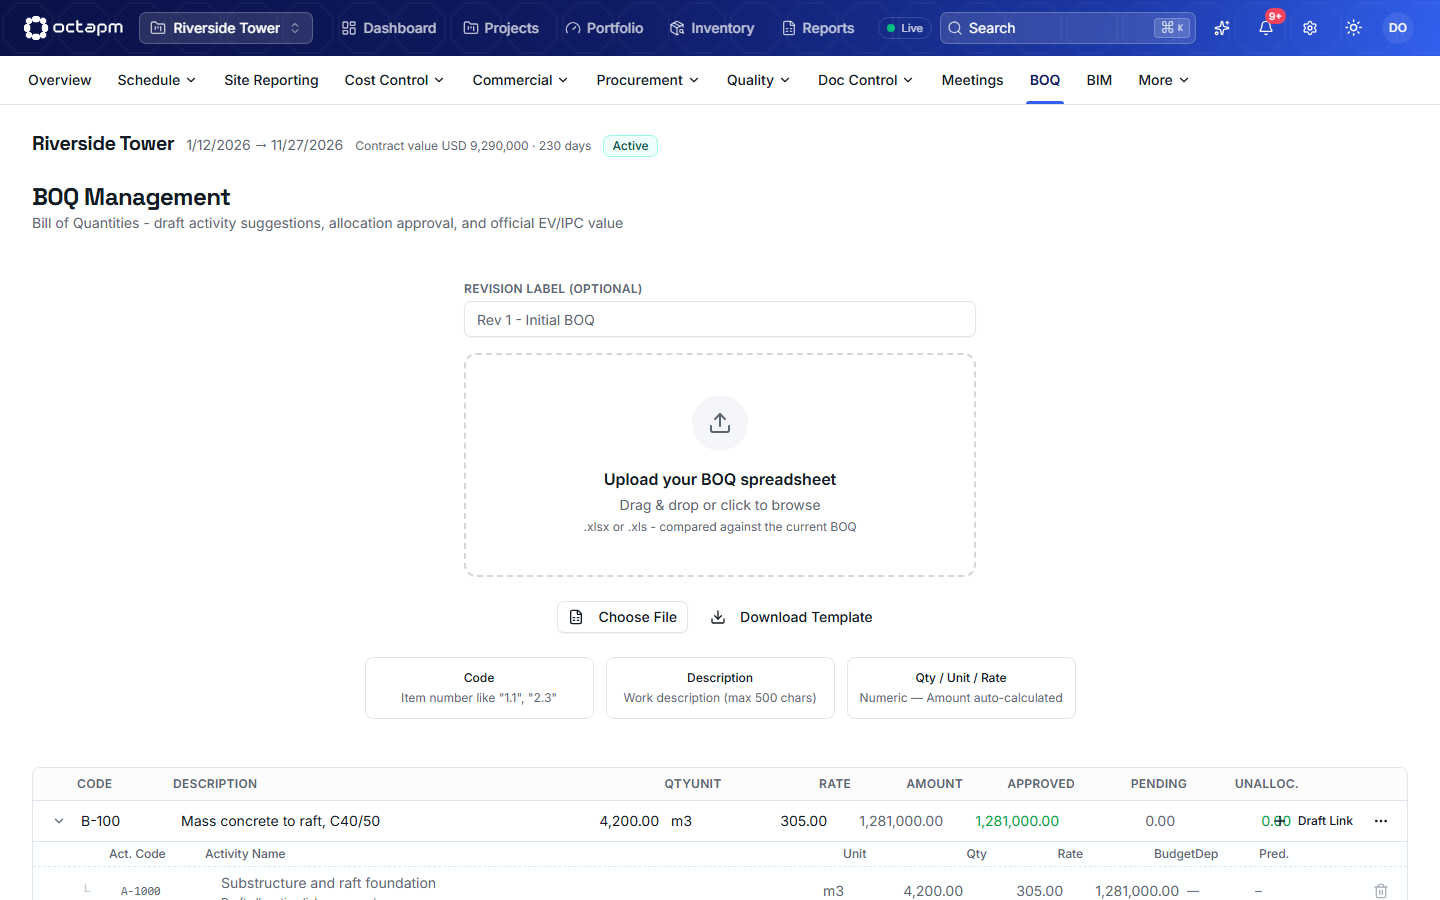 octapm Riverside Tower Dashboard Projects Portfolio Inventory Reports Live Search ⌘ K 9+ DO
Overview Schedule Site Reporting Cost Control Commercial Procurement Quality Doc Control Meetings BOQ BIM More
Riverside Tower 1/12/2026 → 11/27/2026 Contract value USD 9,290,000 · 230 days Active
BOQ Management
Bill of Quantities - draft activity suggestions, allocation approval, and official EV/IPC value
REVISION LABEL (OPTIONAL)
Rev 1 - Initial BOQ
Upload your BOQ spreadsheet
Drag & drop or click to browse
.xlsx or .xls - compared against the current BOQ
Choose File Download Template
Code Description Qty / Unit / Rate
Item number like "1.1", "2.3" Work description (max 500 chars) Numeric — Amount auto-calculated
CODE DESCRIPTION QTY UNIT RATE AMOUNT APPROVED PENDING UNALLOC.
B-100 Mass concrete to raft, C40/50 4,200.00 m3 305.00 1,281,000.00 1,281,000.00 0.00 0.00 Draft Link
Act. Code Activity Name Unit Qty Rate Budget Dep Pred.
A-1000 Substructure and raft foundation m3 4,200.00 305.00 1,281,000.00 — –